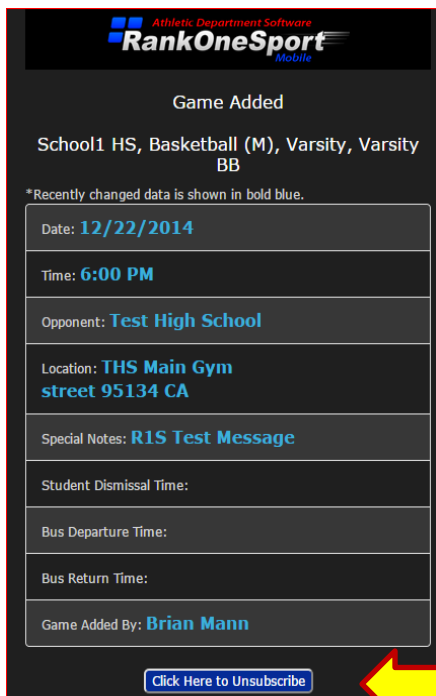 Athletic Department Software
RankOneSport
Mobile
Game Added
School1 HS, Basketball (M), Varsity, Varsity
BB
*Recently changed data is shown in bold blue.
Date: 12/22/2014
Time: 6:00 PM
Opponent: Test High School
Location: THS Main Gym
street 95134 CA
Special Notes: R1S Test Message
Student Dismissal Time:
Bus Departure Time:
Bus Return Time:
Game Added By: Brian Mann
Click Here to Unsubscribe